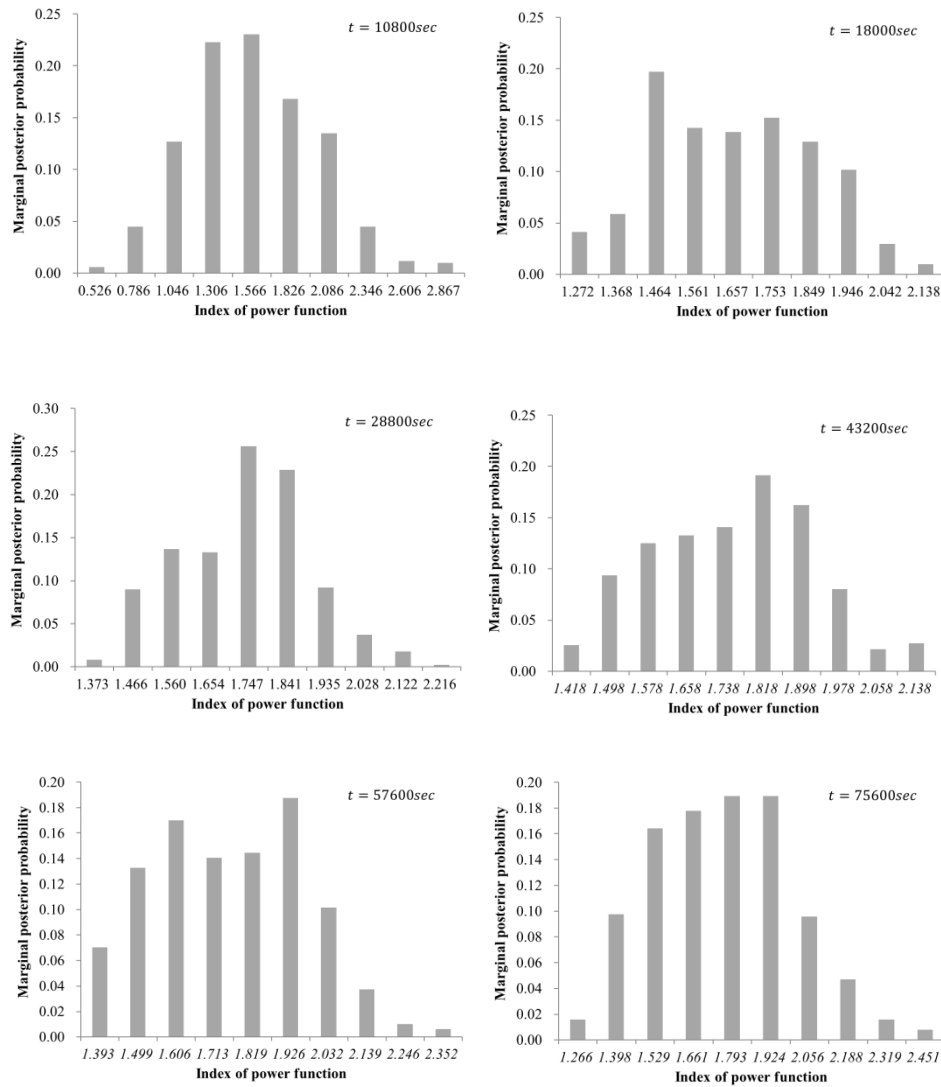 t = 10800sec
Marginal posterior probability
0.25
0.20
0.15
0.10
0.05
0.00
0.526 0.786 1.046 1.306 1.566 1.826 2.086 2.346 2.606 2.867
Index of power function
t = 18000sec
Marginal posterior probability
0.25
0.20
0.15
0.10
0.05
0.00
1.272 1.368 1.464 1.561 1.657 1.753 1.849 1.946 2.042 2.138
Index of power function
t = 28800sec
Marginal posterior probability
0.30
0.25
0.20
0.15
0.10
0.05
0.00
1.373 1.466 1.560 1.654 1.747 1.841 1.935 2.028 2.122 2.216
Index of power function
t = 43200sec
Marginal posterior probability
0.25
0.20
0.15
0.10
0.05
0.00
1.418 1.498 1.578 1.658 1.738 1.818 1.898 1.978 2.058 2.138
Index of power function
t = 57600sec
Marginal posterior probability
0.20
0.18
0.16
0.14
0.12
0.10
0.08
0.06
0.04
0.02
0.00
1.393 1.499 1.606 1.713 1.819 1.926 2.032 2.139 2.246 2.352
Index of power function
t = 75600sec
Marginal posterior probability
0.20
0.18
0.16
0.14
0.12
0.10
0.08
0.06
0.04
0.02
0.00
1.266 1.398 1.529 1.661 1.793 1.924 2.056 2.188 2.319 2.451
Index of power function